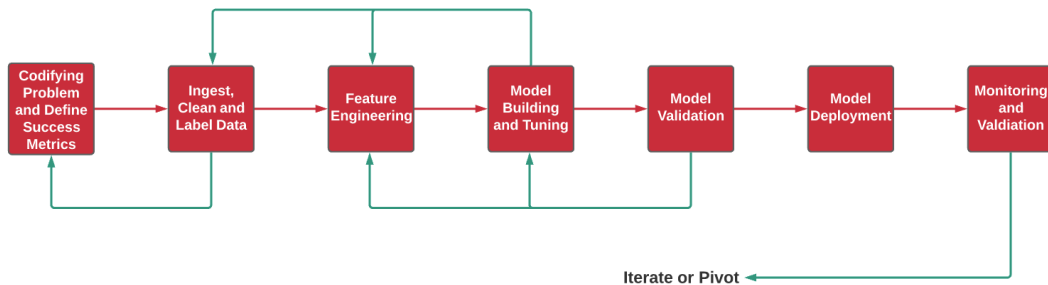 Codifying
Problem
and Define
Success
Metrics
Ingest,
Clean and
Label Data
Feature
Engineering
Model
Building
and Tuning
Model
Validation
Model
Deployment
Monitoring
and
Valdiation
Iterate or Pivot